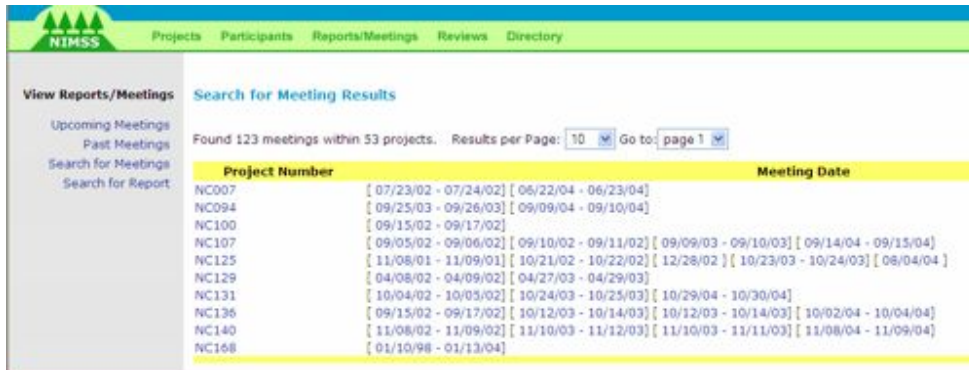 NIMSS
Projects Participants Reports/Meetings Reviews Directory
View Reports/Meetings
Upcoming Meetings
Past Meetings
Search for Meetings
Search for Report
Search for Meeting Results
Found 123 meetings within 53 projects. Results per Page: 10 Go to: page 1
Project Number Meeting Date
NC007 [ 07/23/02 - 07/24/02] [ 06/22/04 - 06/23/04]
NC094 [ 09/25/03 - 09/26/03] [ 09/09/04 - 09/10/04]
NC100 [ 09/15/02 - 09/17/02]
NC107 [ 09/05/02 - 09/06/02] [ 09/10/02 - 09/11/02] [ 09/09/03 - 09/10/03] [ 09/14/04 - 09/15/04]
NC125 [ 11/08/01 - 11/09/01] [ 10/21/02 - 10/22/02] [ 12/28/02 ] [ 10/23/03 - 10/24/03] [ 08/04/04 ]
NC129 [ 04/08/02 - 04/09/02] [ 04/27/03 - 04/29/03]
NC131 [ 10/04/02 - 10/05/02] [ 10/24/03 - 10/25/03] [ 10/29/04 - 10/30/04]
NC136 [ 09/15/02 - 09/17/02] [ 10/12/03 - 10/14/03] [ 10/12/03 - 10/14/03] [ 10/02/04 - 10/04/04]
NC140 [ 11/08/02 - 11/09/02] [ 11/10/03 - 11/12/03] [ 11/10/03 - 11/11/03] [ 11/08/04 - 11/09/04]
NC168 [ 01/10/98 - 01/13/04]